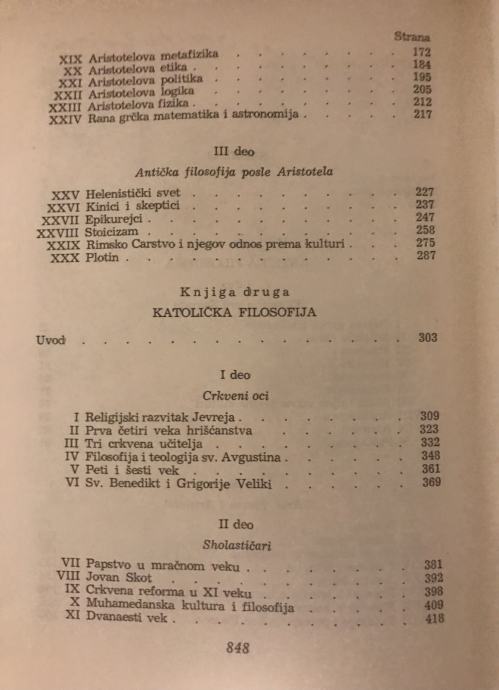 Strana
XIX Aristotelova metafizika . . . . . . . . 172
XX Aristotelova etika . . . . . . . . . 184
XXI Aristotelova politika . . . . . . . . 195
XXII Aristotelova logika . . . . . . . . 205
XXIII Aristotelova fizika . . . . . . . . . 212
XXIV Rana grčka matematika i astronomija . . . . . 217
III deo
Antička filosofija posle Aristotela
XXV Helenistički svet . . . . . . . . . 227
XXVI Kinici i skeptici . . . . . . . . . 237
XXVII Epikurejci . . . . . . . . . . . 247
XXVIII Stoicizam . . . . . . . . . . . 258
XXIX Rimsko Carstvo i njegov odnos prema kulturi . . . 275
XXX Plotin . . . . . . . . . . . . 287
Knjiga druga
KATOLIČKA FILOSOFIJA
Uvod . . . . . . . . . . . . . . 303
I deo
Crkveni oci
I Religijski razvitak Jevreja . . . . . . . 309
II Prva četiri veka hrišćanstva . . . . . . 323
III Tri crkvena učitelja . . . . . . . . 332
IV Filosofija i teologija sv. Avgustina . . . . . . 348
V Peti i šesti vek . . . . . . . . . 361
VI Sv. Benedikt i Grigorije Veliki . . . . . . 369
II deo
Sholastičari
VII Papstvo u mračnom veku . . . . . . . 381
VIII Jovan Skot . . . . . . . . . . 392
IX Crkvena reforma u XI veku . . . . . . 398
X Muhamedanska kultura i filosofija . . . . . 409
XI Dvanaesti vek . . . . . . . . . . 418
848